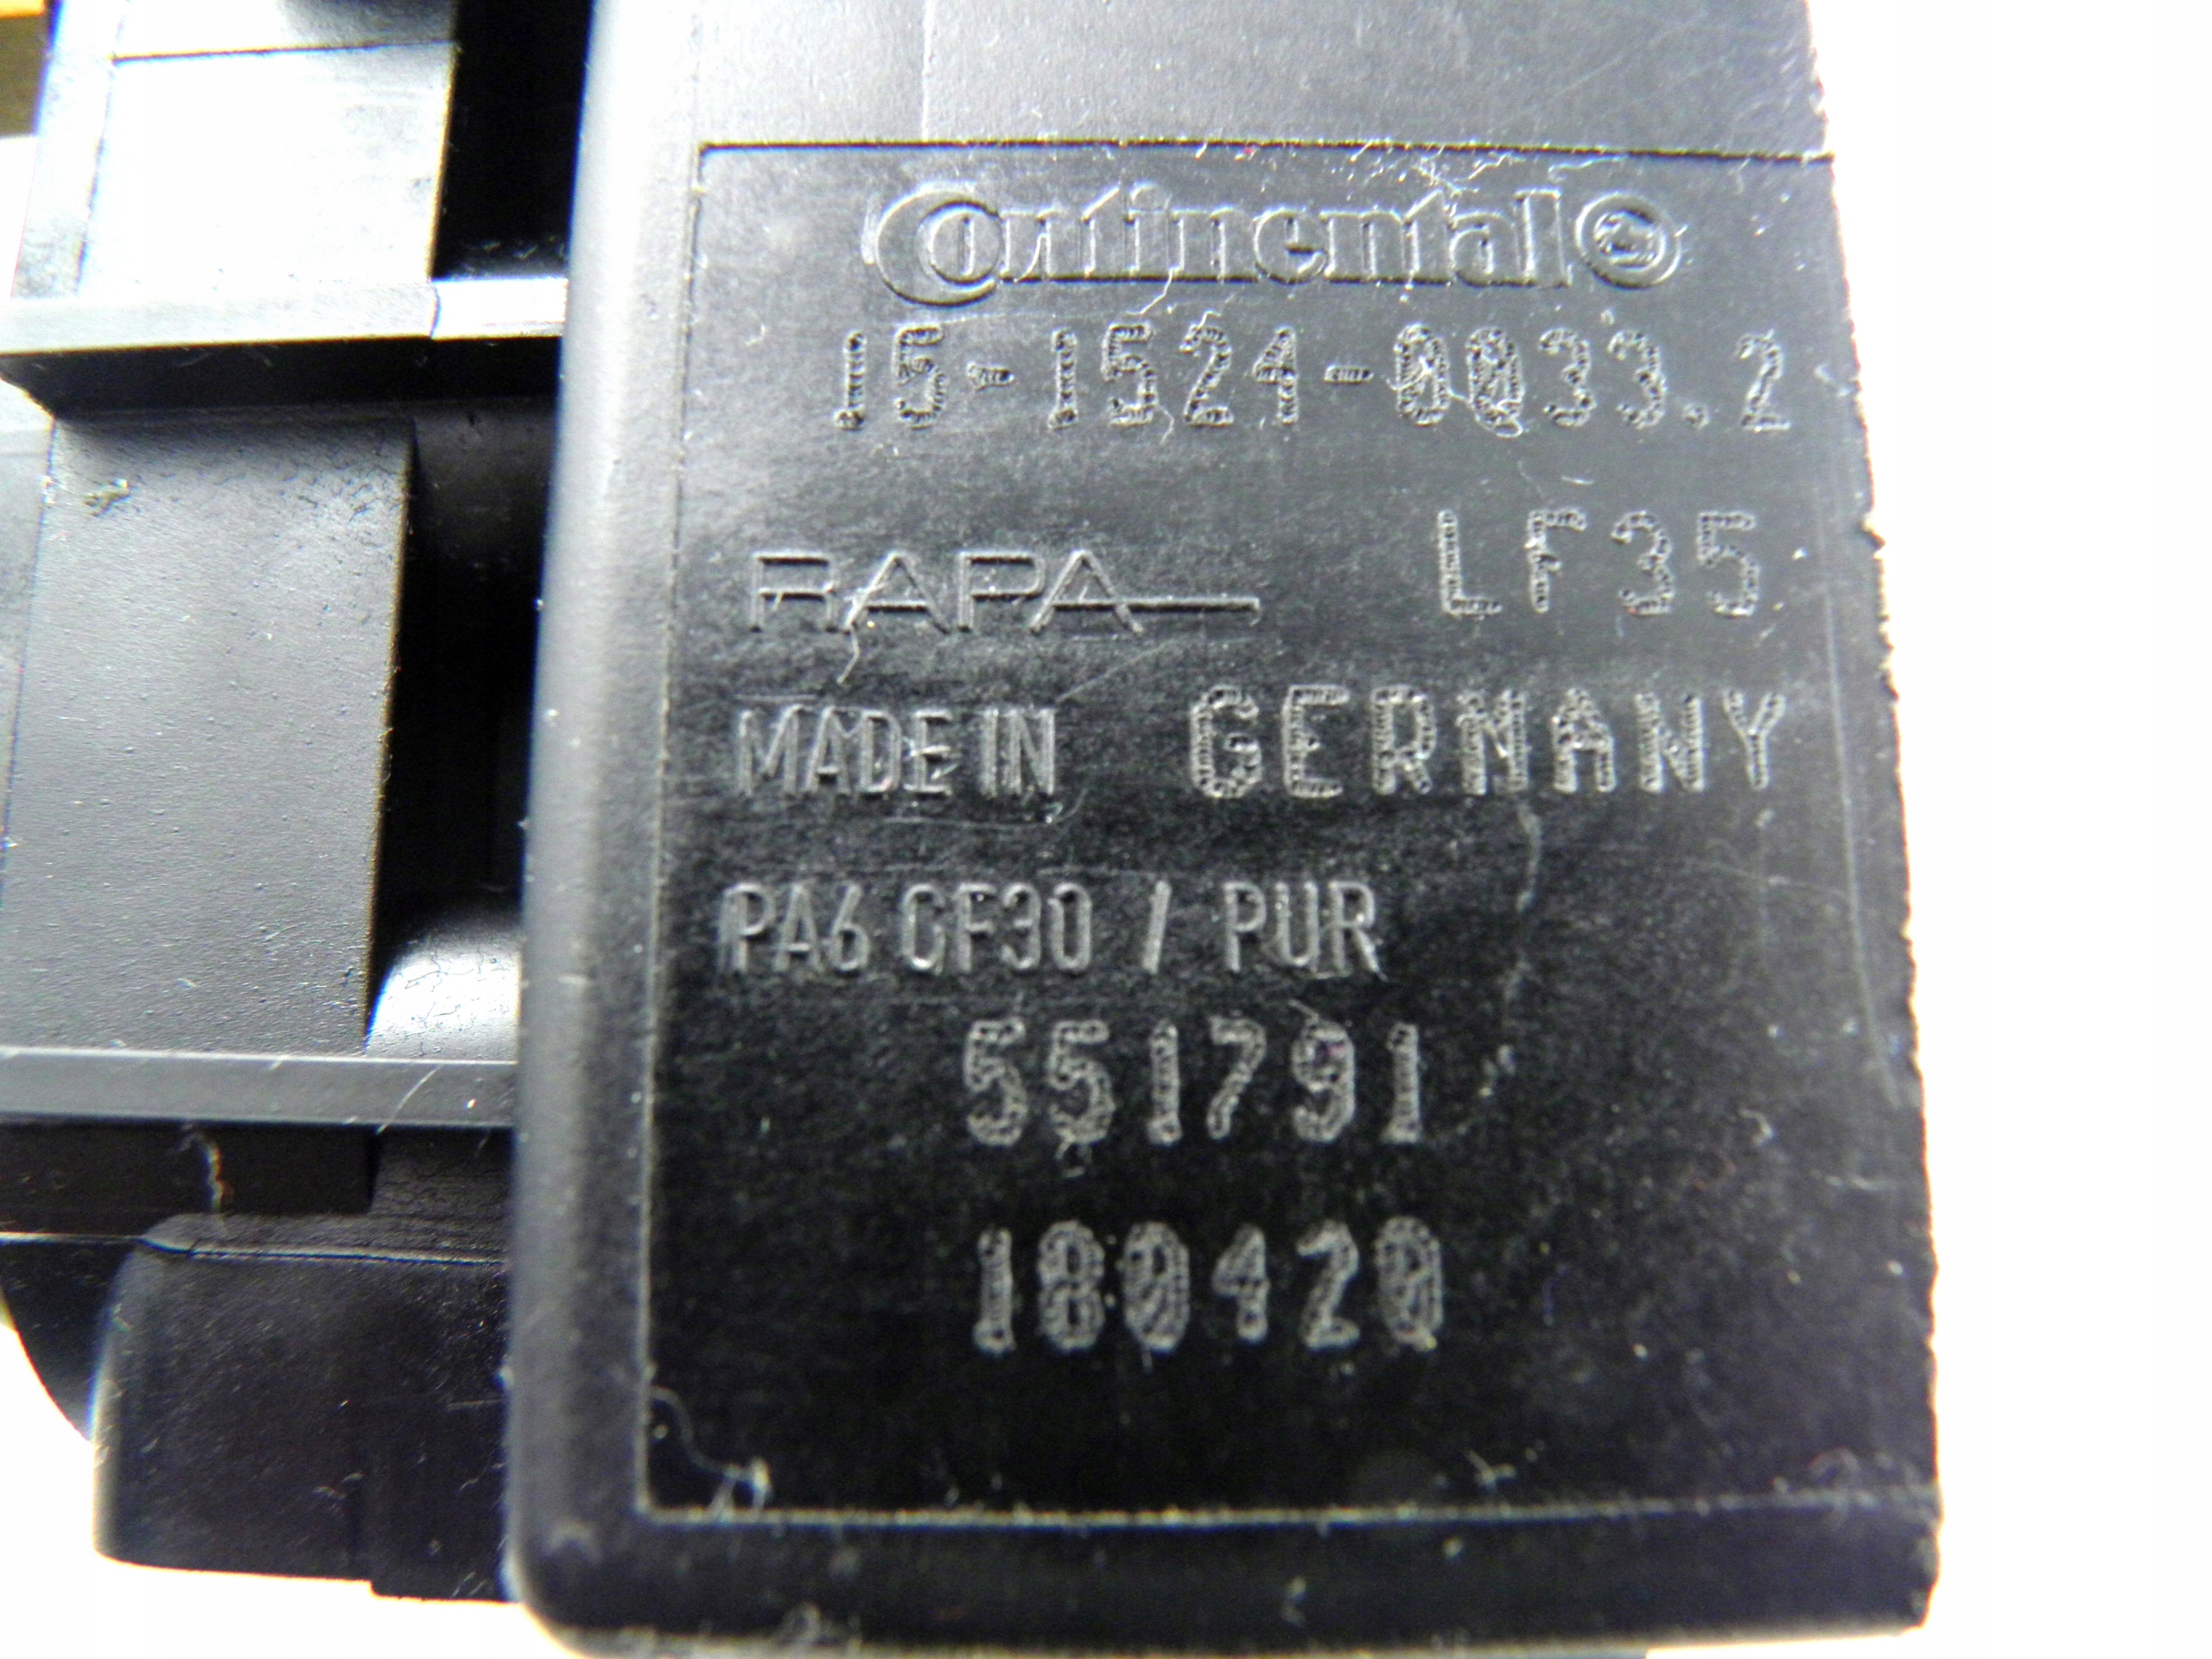 Continental
15-1524-0033.2
LF35
RAPA
MADE IN GERMANY
PA6 GF30 / PUR
551791
180420